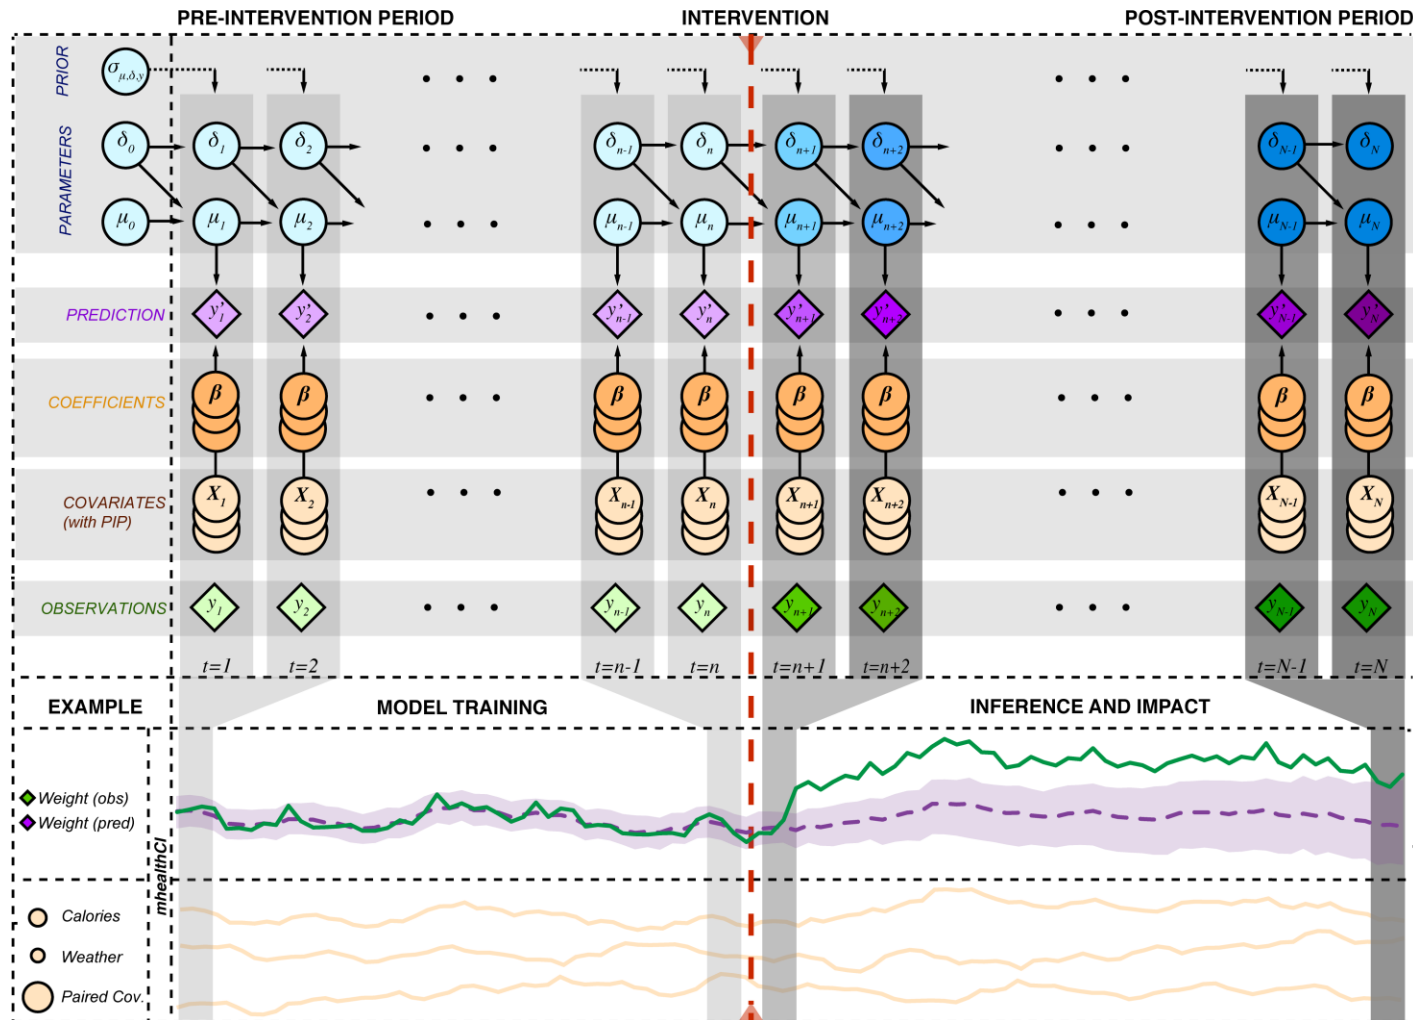 PRE-INTERVENTION PERIOD INTERVENTION POST-INTERVENTION PERIOD
PRIOR
σμ,δ,y
PARAMETERS
δ0 δ1 δ2 δn-1 δn δn+1 δn+2 δN-1 δN
μ0 μ1 μ2 μn-1 μn μn+1 μn+2 μN-1 μN
PREDICTION y'1 y'2 y'n-1 y'n y'n+1 y'n+2 y'N-1 y'N
COEFFICIENTS β β β β β β β β
COVARIATES
(with PIP)
X1 X2 Xn-1 Xn Xn+1 Xn+2 XN-1 XN
OBSERVATIONS y1 y2 yn-1 yn yn+1 yn+2 yN-1 yN
t=1 t=2 t=n-1 t=n t=n+1 t=n+2 t=N-1 t=N
EXAMPLE MODEL TRAINING INFERENCE AND IMPACT
Weight (obs)
Weight (pred)
mhealthCI
Calories
Weather
Paired Cov.